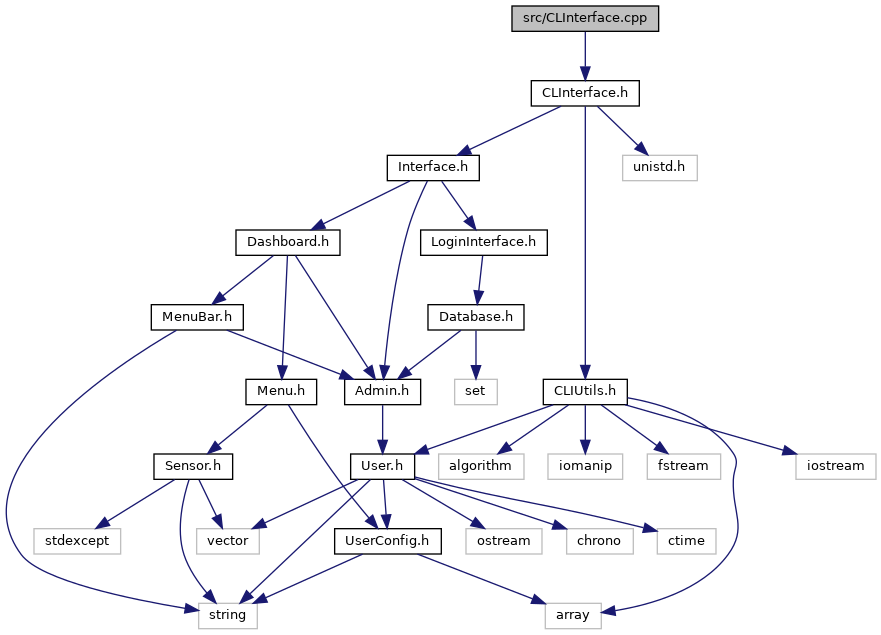 src/CLInterface.cpp
CLInterface.h
Interface.h
unistd.h
Dashboard.h
LoginInterface.h
MenuBar.h
Database.h
Menu.h
Admin.h
set
CLIUtils.h
Sensor.h
User.h
algorithm
iomanip
fstream
iostream
stdexcept
vector
UserConfig.h
ostream
chrono
ctime
string
array